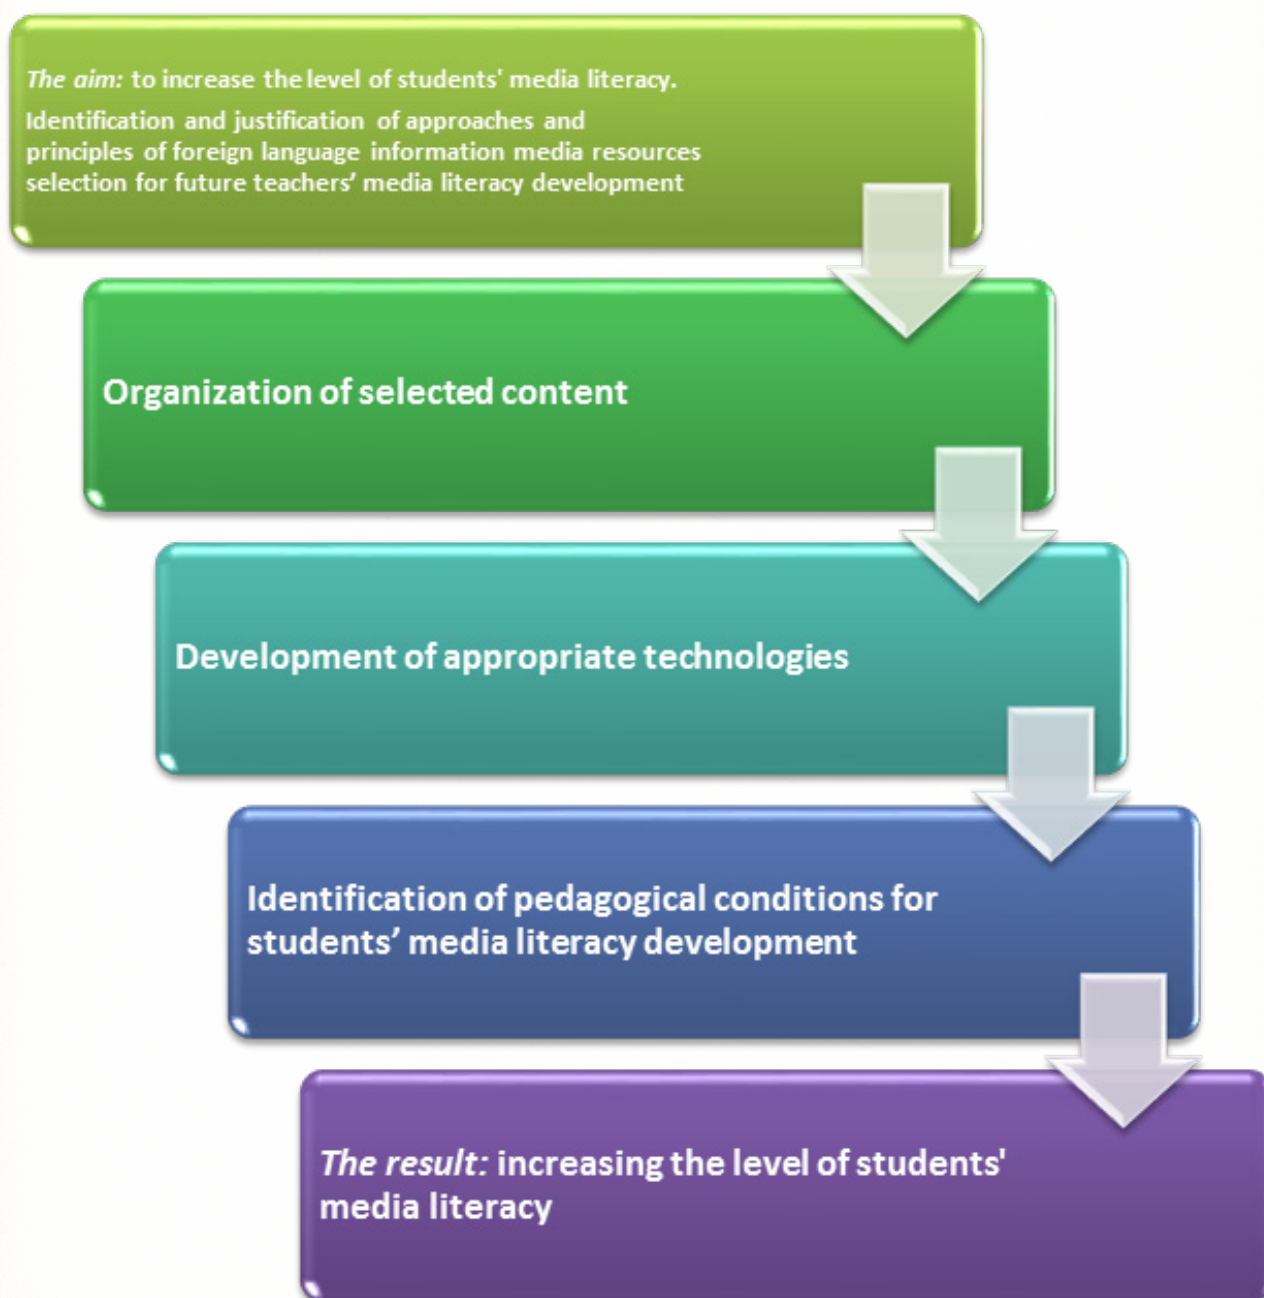 The aim: to increase the level of students' media literacy.
Identification and justification of approaches and
principles of foreign language information media resources
selection for future teachers’ media literacy development
Organization of selected content
Development of appropriate technologies
Identification of pedagogical conditions for
students’ media literacy development
The result: increasing the level of students'
media literacy